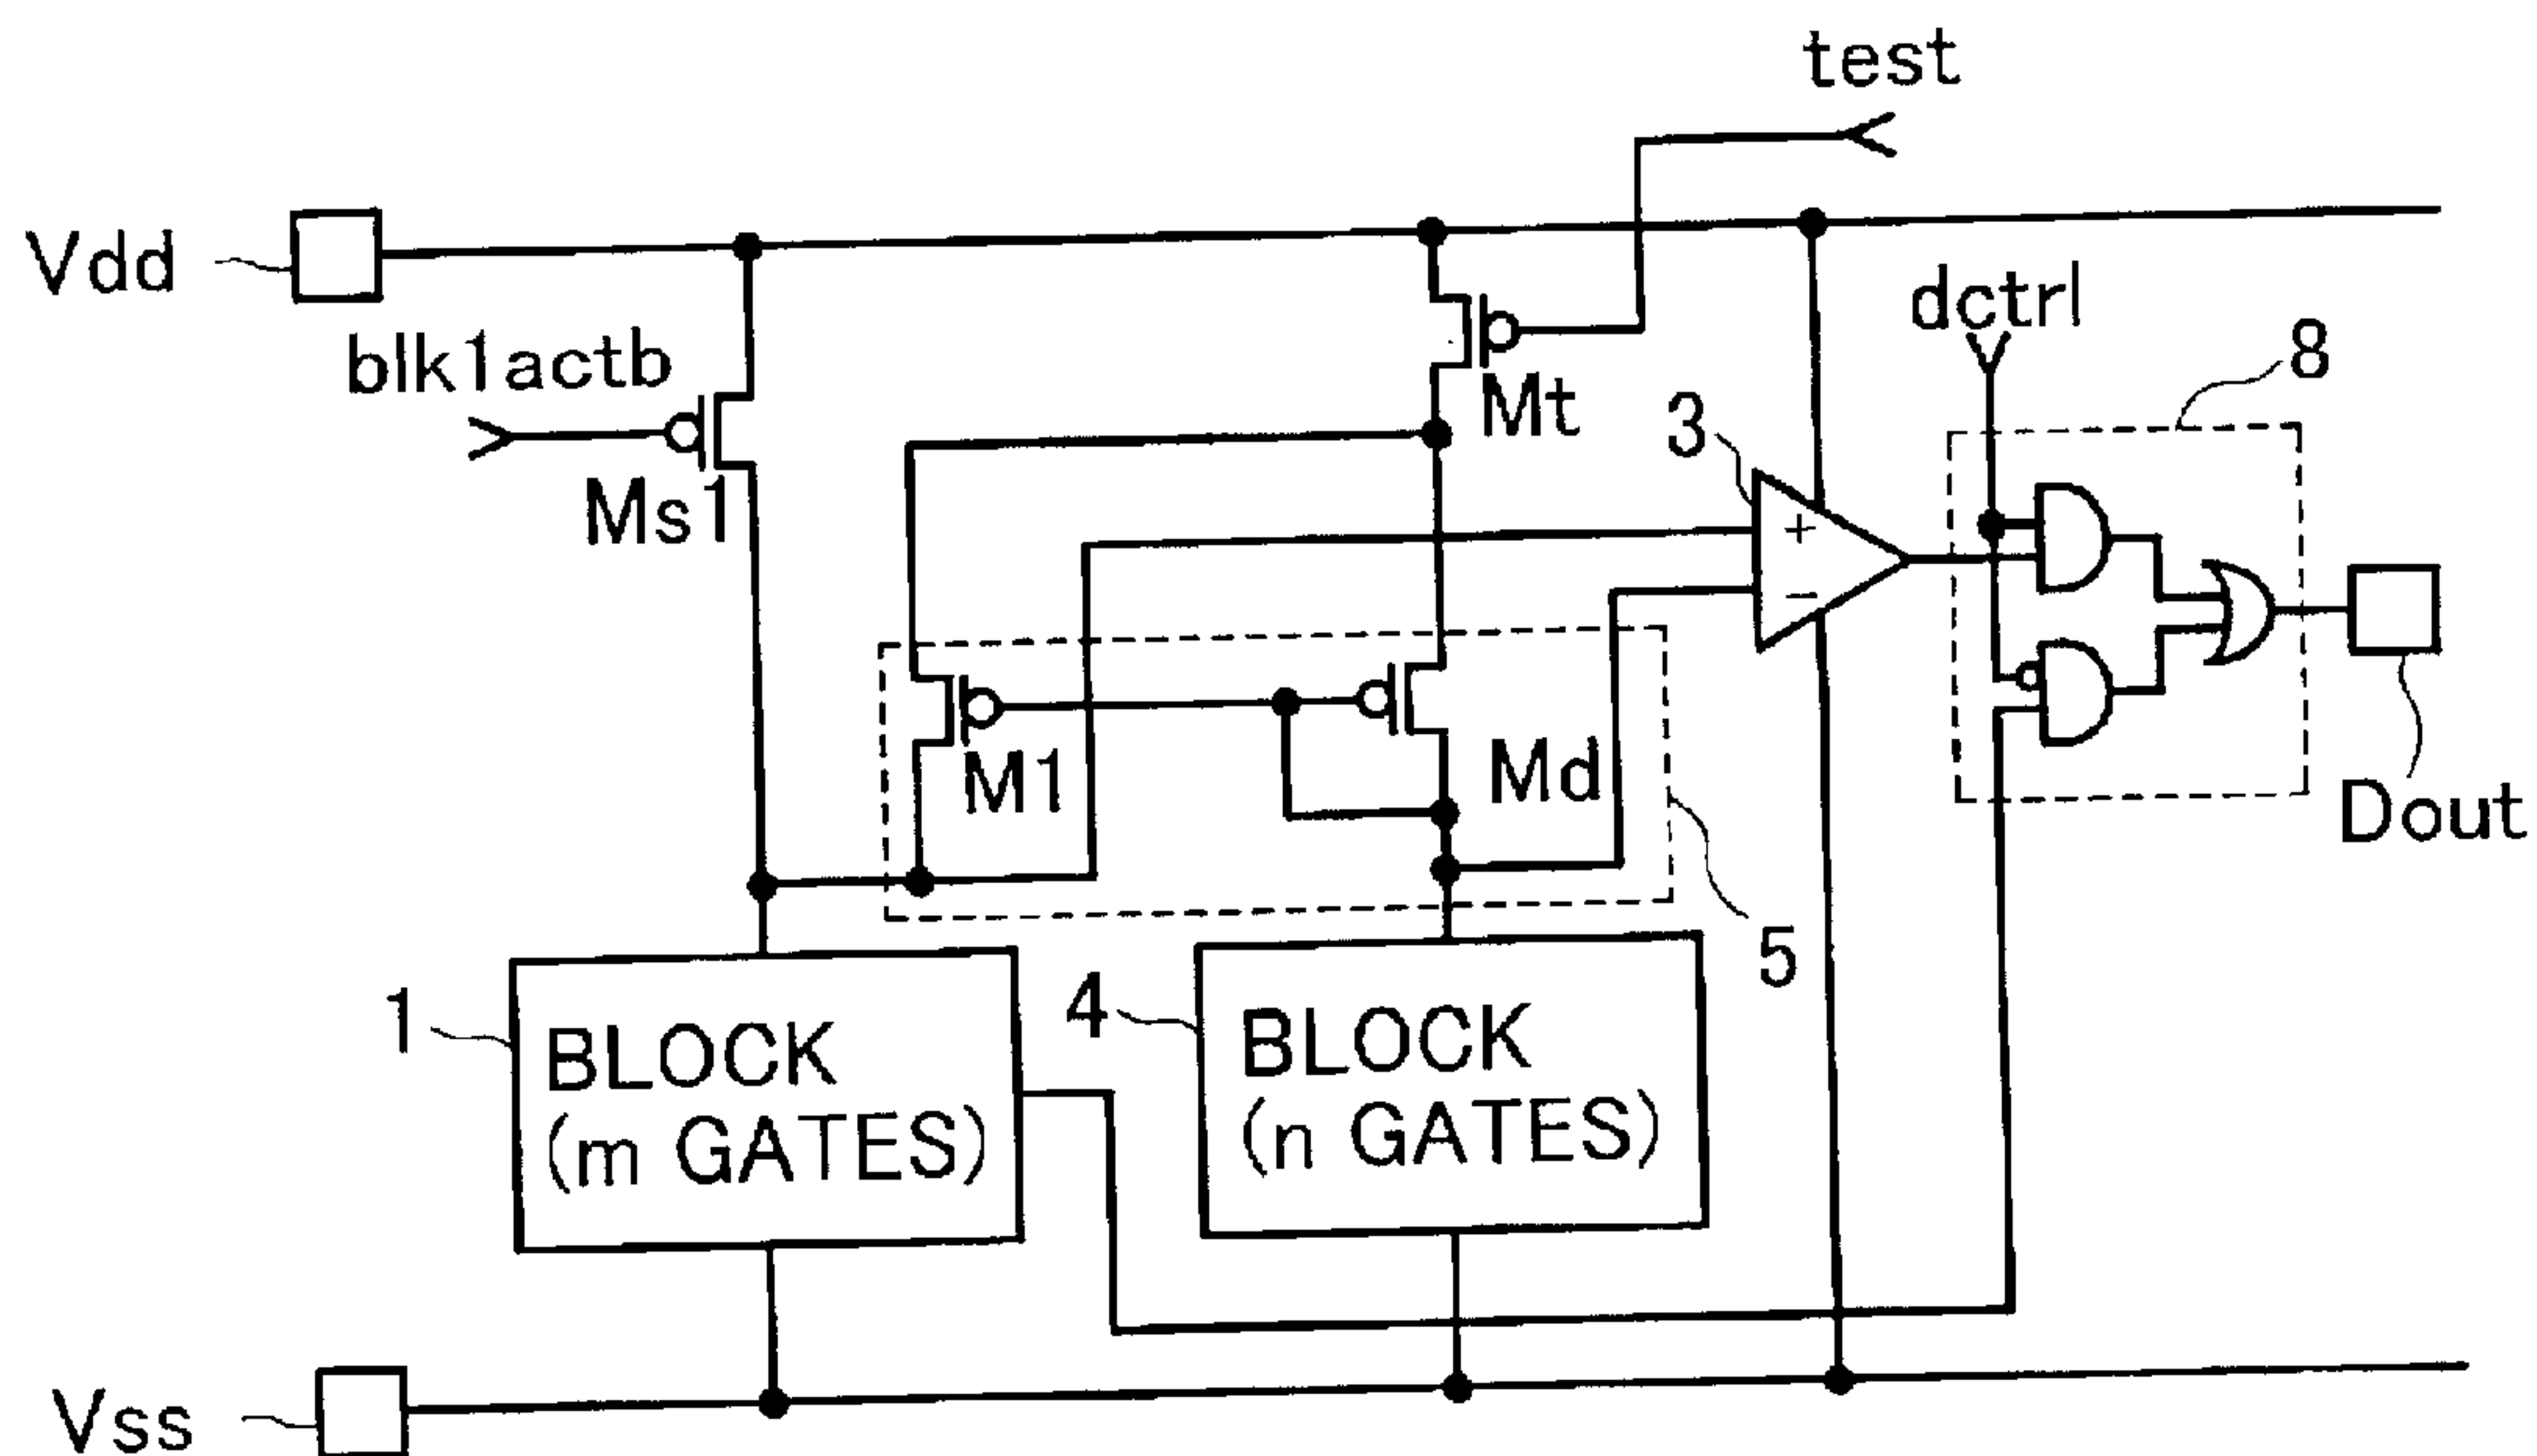 test
Vdd
dctrl
8
blk1actb
Mt
3
Ms1
+
−
M1
Md
Dout
5
1
BLOCK
(m GATES)
4
BLOCK
(n GATES)
Vss